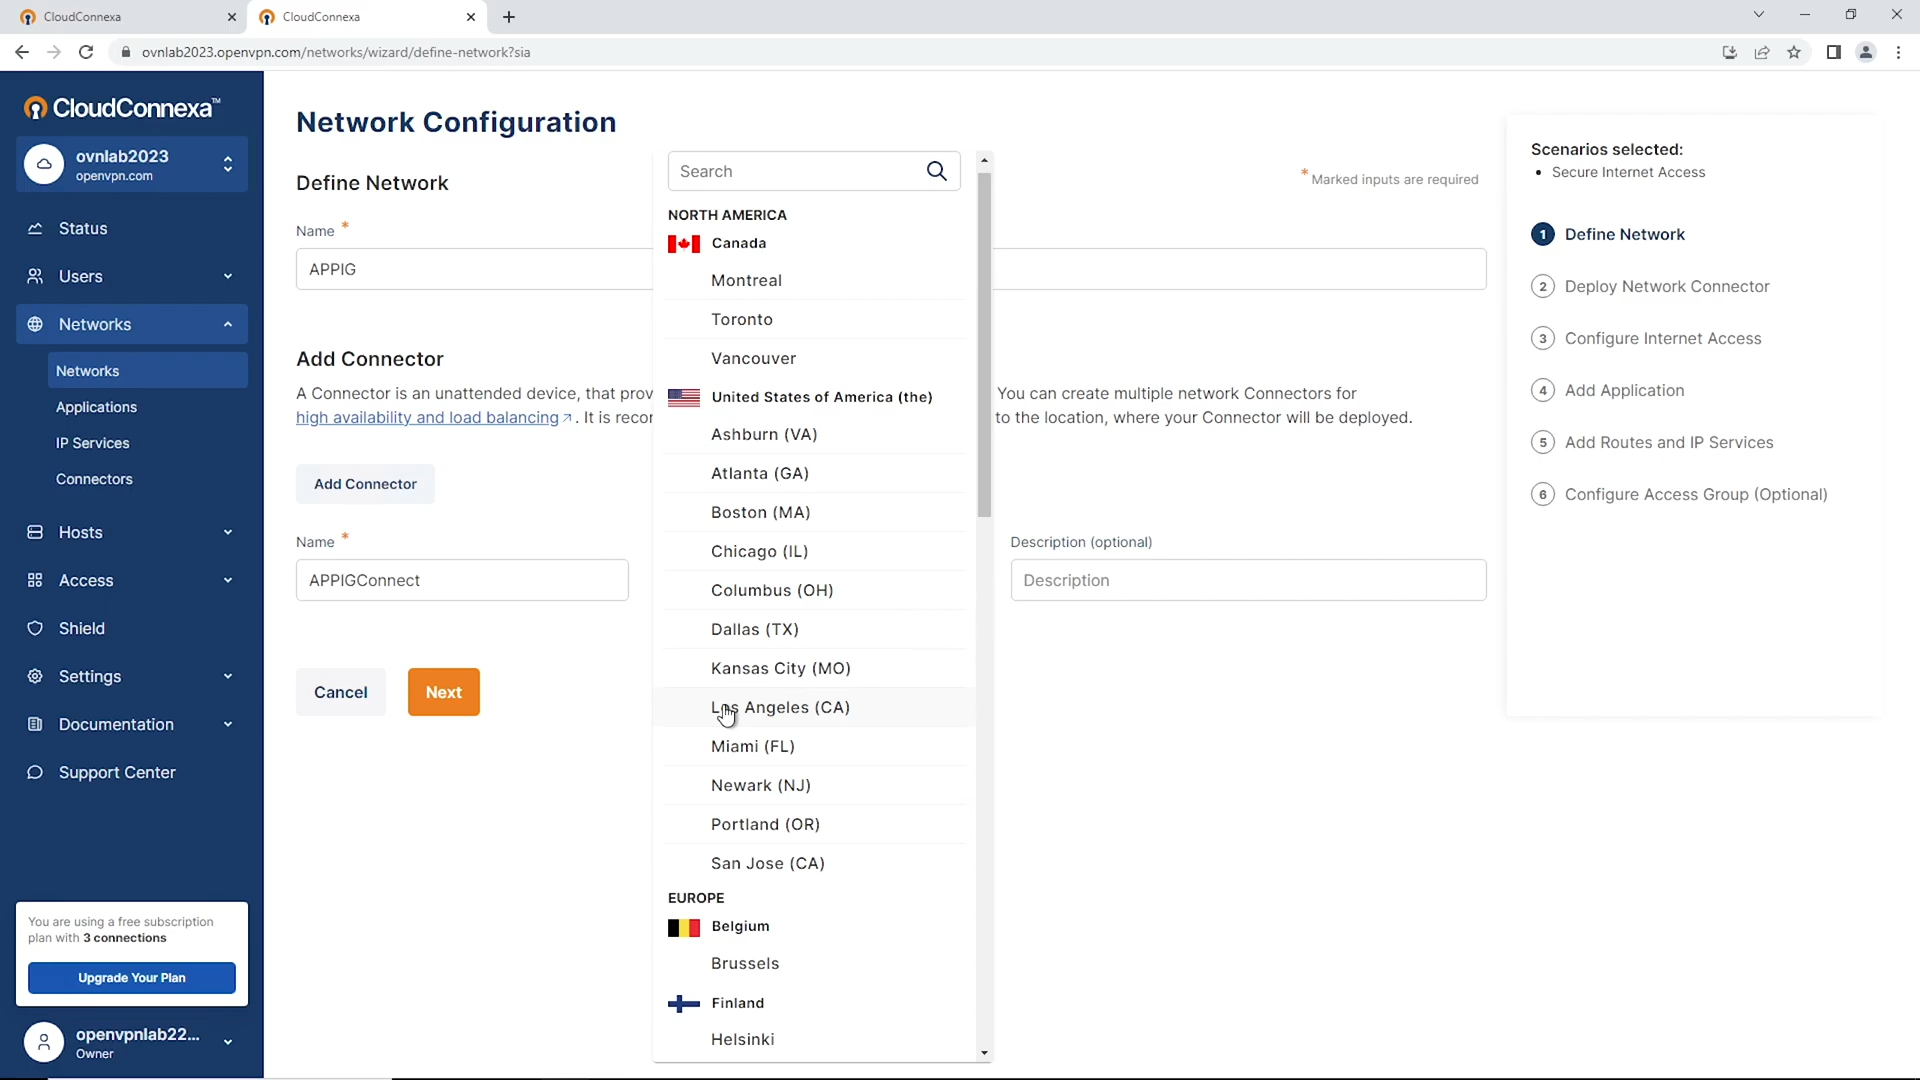 CloudConnexa
CloudConnexa
ovnlab2023.openvpn.com/networks/wizard/define-network?sia
CloudConnexa™
ovnlab2023
openvpn.com
Status
Users
Networks
Networks
Applications
IP Services
Connectors
Hosts
Access
Shield
Settings
Documentation
Support Center
You are using a free subscription
plan with 3 connections
Upgrade Your Plan
openvpnlab22...
Owner
Network Configuration
Define Network
* Marked inputs are required
Name *
APPIG
Add Connector
A Connector is an unattended device, that prov
You can create multiple network Connectors for
high availability and load balancing. It is recor
to the location, where your Connector will be deployed.
Add Connector
Name *
APPIGConnect
Description (optional)
Description
Cancel
Next
Search
NORTH AMERICA
Canada
Montreal
Toronto
Vancouver
United States of America (the)
Ashburn (VA)
Atlanta (GA)
Boston (MA)
Chicago (IL)
Columbus (OH)
Dallas (TX)
Kansas City (MO)
Los Angeles (CA)
Miami (FL)
Newark (NJ)
Portland (OR)
San Jose (CA)
EUROPE
Belgium
Brussels
Finland
Helsinki
Scenarios selected:
• Secure Internet Access
1 Define Network
2 Deploy Network Connector
3 Configure Internet Access
4 Add Application
5 Add Routes and IP Services
6 Configure Access Group (Optional)